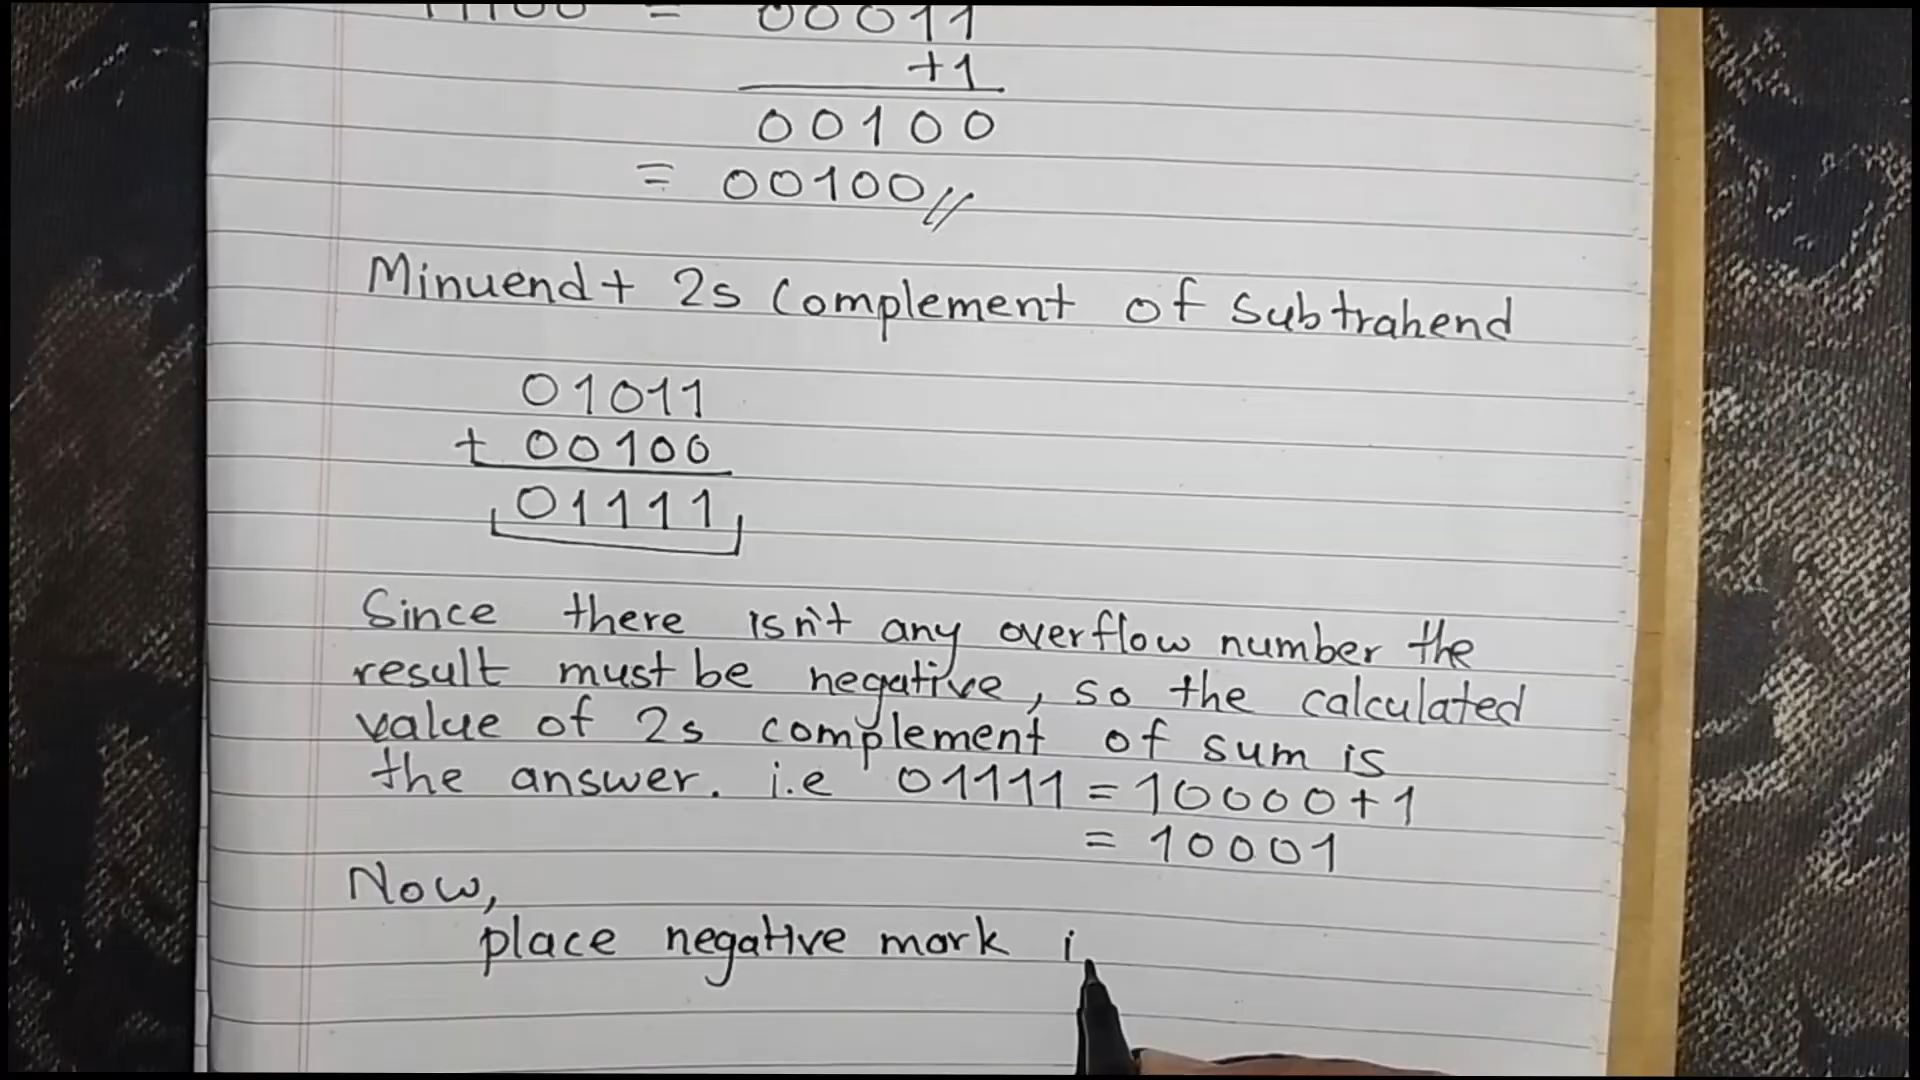 11100 = 00011
+1
00100
= 00100//
Minuend + 2s Complement of Subtrahend
01011
+ 00100
01111
Since there isn't any overflow number the
result must be negative, so the calculated
value of 2s complement of sum is
the answer. i.e 01111 = 10000+1
= 10001
Now,
place negative mark i